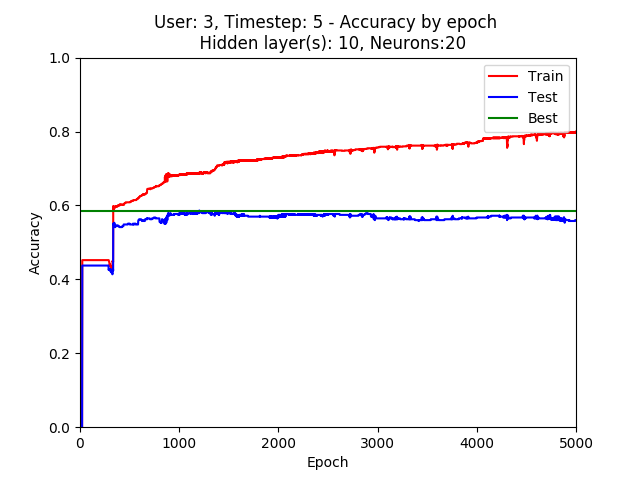 User: 3, Timestep: 5 - Accuracy by epoch
Hidden layer(s): 10, Neurons:20
1.0
0.8
0.6
0.4
0.2
0.0
Accuracy
Train
Test
Best
0 1000 2000 3000 4000 5000
Epoch